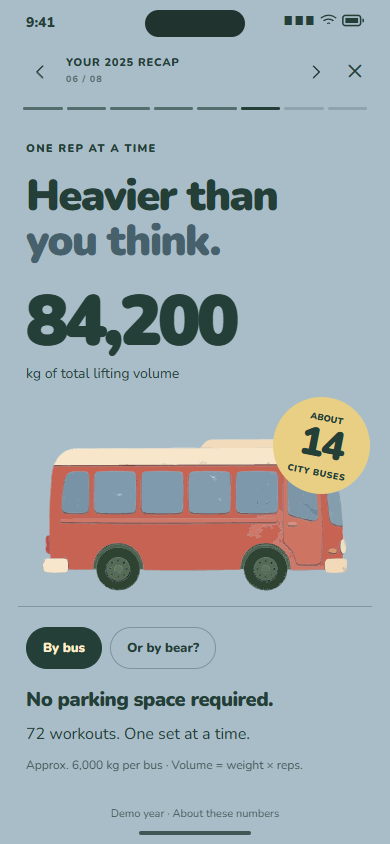 9:41
YOUR 2025 RECAP
06 / 08
ONE REP AT A TIME
Heavier than
you think.
84,200
kg of total lifting volume
ABOUT
14
CITY BUSES
By bus
Or by bear?
No parking space required.
72 workouts. One set at a time.
Approx. 6,000 kg per bus · Volume = weight × reps.
Demo year · About these numbers